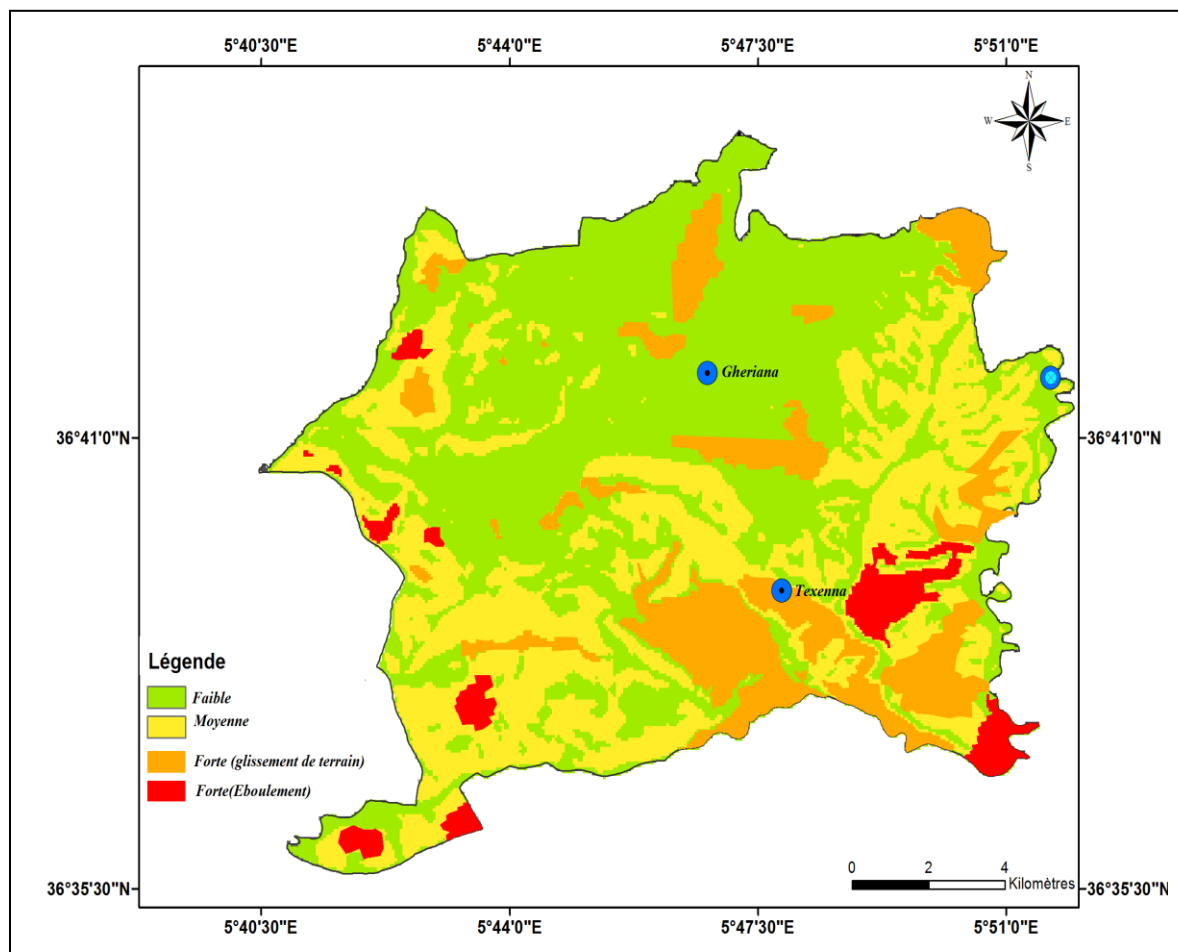 5°40'30"E 5°44'0"E 5°47'30"E 5°51'0"E
N
W E
S
Gheriana
36°41'0"N 36°41'0"N
Texenna
Légende
Faible
Moyenne
Forte (glissement de terrain)
Forte(Eboulement)
0 2 4
Kilomètres
36°35'30"N 36°35'30"N
5°40'30"E 5°44'0"E 5°47'30"E 5°51'0"E